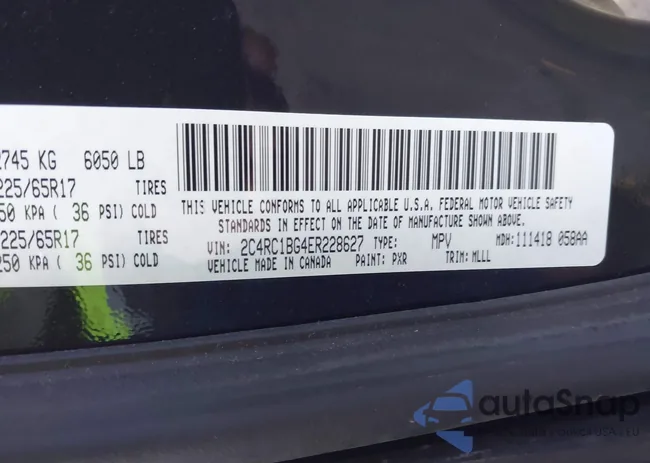 2745 KG 6050 LB
225/65R17 TIRES
250 KPA ( 36 PSI) COLD
225/65R17 TIRES
250 KPA ( 36 PSI) COLD
THIS VEHICLE CONFORMS TO ALL APPLICABLE U.S.A. FEDERAL MOTOR VEHICLE SAFETY
STANDARDS IN EFFECT ON THE DATE OF MANUFACTURE SHOWN ABOVE.
VIN: 2C4RC1BG4ER228627 TYPE: MPV MDH: 111418 058AA
VEHICLE MADE IN CANADA PAINT: PXR TRIM: MLLL
autoSnap